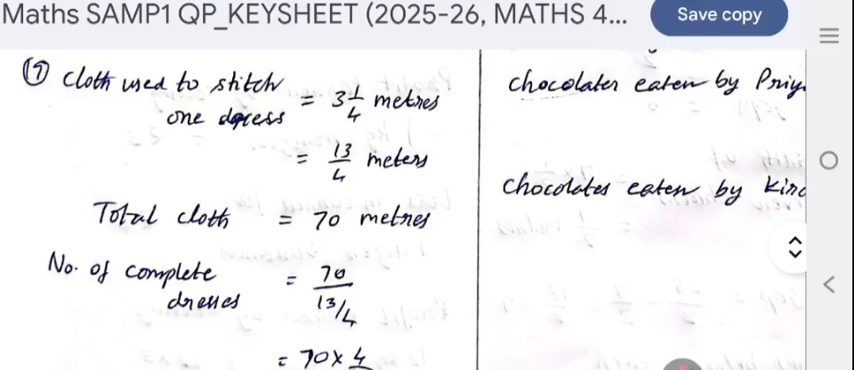 Maths SAMP1 QP_KEYSHEET (2025-26, MATHS 4...
Save copy
⑦ Cloth used to stitch
one dress = 3 1/4 metres
= 13/4 meters
Total cloth = 70 metres
No. of complete
dresses = 70 / 13/4
= 70 x 4
chocolates eaten by Priy
chocolates eaten by